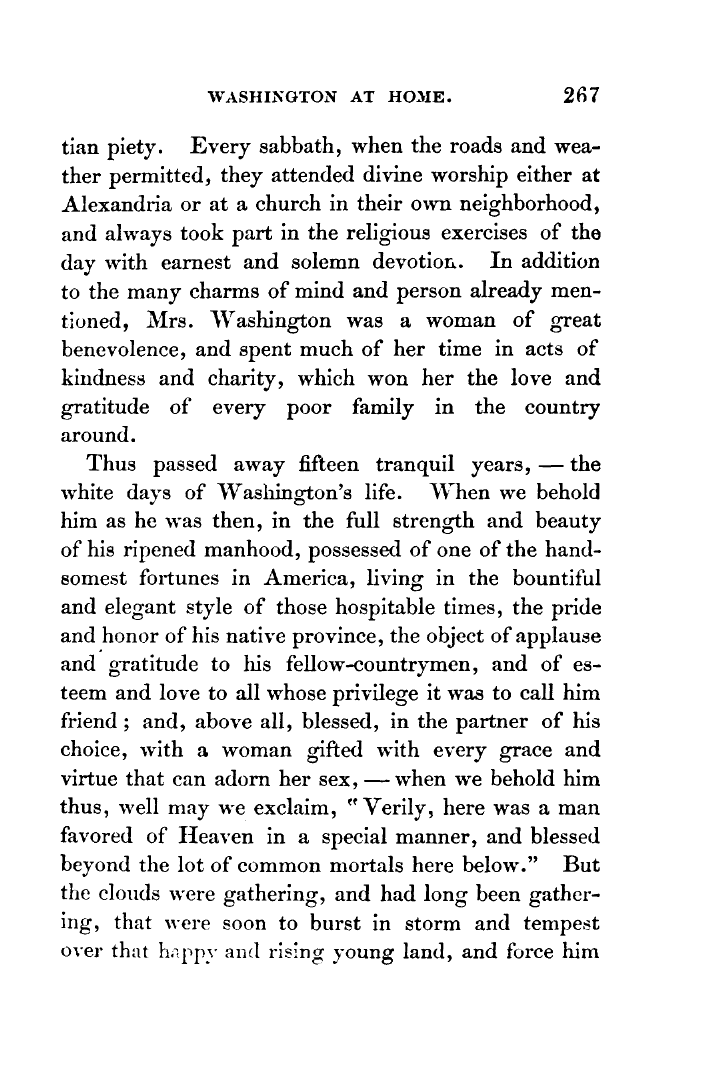 WASHINGTON AT HOME. 267
tian piety. Every sabbath, when the roads and wea-
ther permitted, they attended divine worship either at
Alexandria or at a church in their own neighborhood,
and always took part in the religious exercises of the
day with earnest and solemn devotion. In addition
to the many charms of mind and person already men-
tioned, Mrs. Washington was a woman of great
benevolence, and spent much of her time in acts of
kindness and charity, which won her the love and
gratitude of every poor family in the country
around.
Thus passed away fifteen tranquil years, — the
white days of Washington's life. When we behold
him as he was then, in the full strength and beauty
of his ripened manhood, possessed of one of the hand-
somest fortunes in America, living in the bountiful
and elegant style of those hospitable times, the pride
and honor of his native province, the object of applause
and gratitude to his fellow-countrymen, and of es-
teem and love to all whose privilege it was to call him
friend ; and, above all, blessed, in the partner of his
choice, with a woman gifted with every grace and
virtue that can adorn her sex, — when we behold him
thus, well may we exclaim, "Verily, here was a man
favored of Heaven in a special manner, and blessed
beyond the lot of common mortals here below." But
the clouds were gathering, and had long been gather-
ing, that were soon to burst in storm and tempest
over that happy and rising young land, and force him